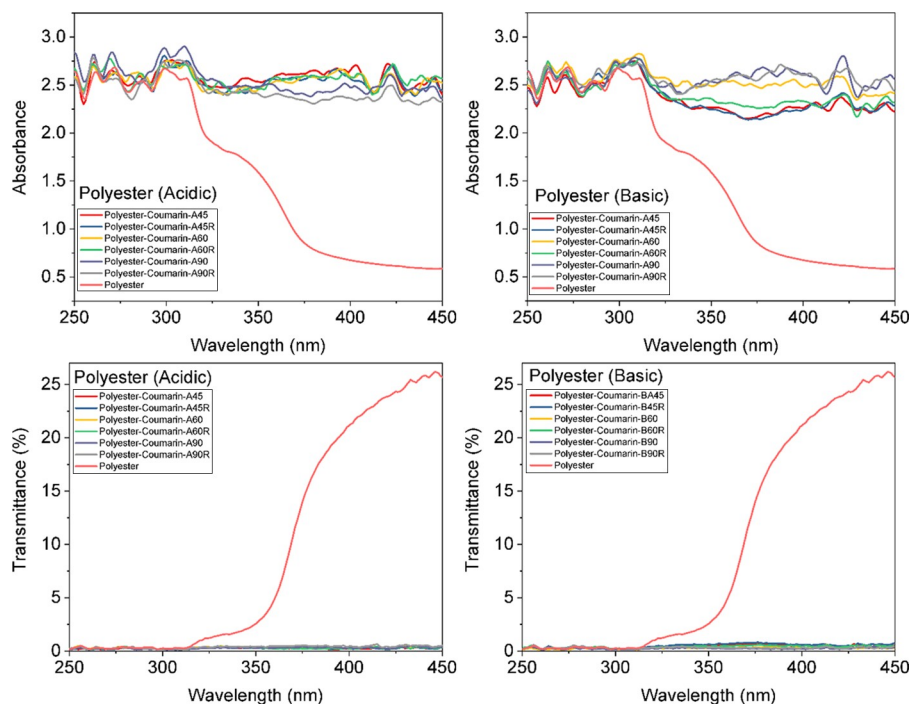 3.0
2.5
2.0
1.5
1.0
0.5
Absorbance
Polyester (Acidic)
Polyester-Coumarin-A45
Polyester-Coumarin-A45R
Polyester-Coumarin-A60
Polyester-Coumarin-A60R
Polyester-Coumarin-A90
Polyester-Coumarin-A90R
Polyester
250 300 350 400 450
Wavelength (nm)
3.0
2.5
2.0
1.5
1.0
0.5
Absorbance
Polyester (Basic)
Polyester-Coumarin-A45
Polyester-Coumarin-A45R
Polyester-Coumarin-A60
Polyester-Coumarin-A60R
Polyester-Coumarin-A90
Polyester-Coumarin-A90R
Polyester
250 300 350 400 450
Wavelength (nm)
25
20
15
10
5
0
Transmittance (%)
Polyester (Acidic)
Polyester-Coumarin-A45
Polyester-Coumarin-A45R
Polyester-Coumarin-A60
Polyester-Coumarin-A60R
Polyester-Coumarin-A90
Polyester-Coumarin-A90R
Polyester
250 300 350 400 450
Wavelength (nm)
25
20
15
10
5
0
Transmittance (%)
Polyester (Basic)
Polyester-Coumarin-BA45
Polyester-Coumarin-B45R
Polyester-Coumarin-B60
Polyester-Coumarin-B60R
Polyester-Coumarin-B90
Polyester-Coumarin-B90R
Polyester
250 300 350 400 450
Wavelength (nm)